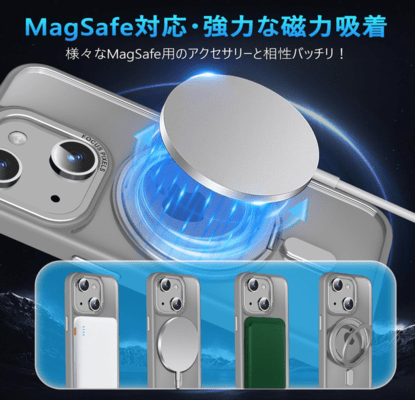 MagSafe対応・強力な磁力吸着
様々なMagSafe用のアクセサリーと相性バッチリ！
FOCUS PIXELS